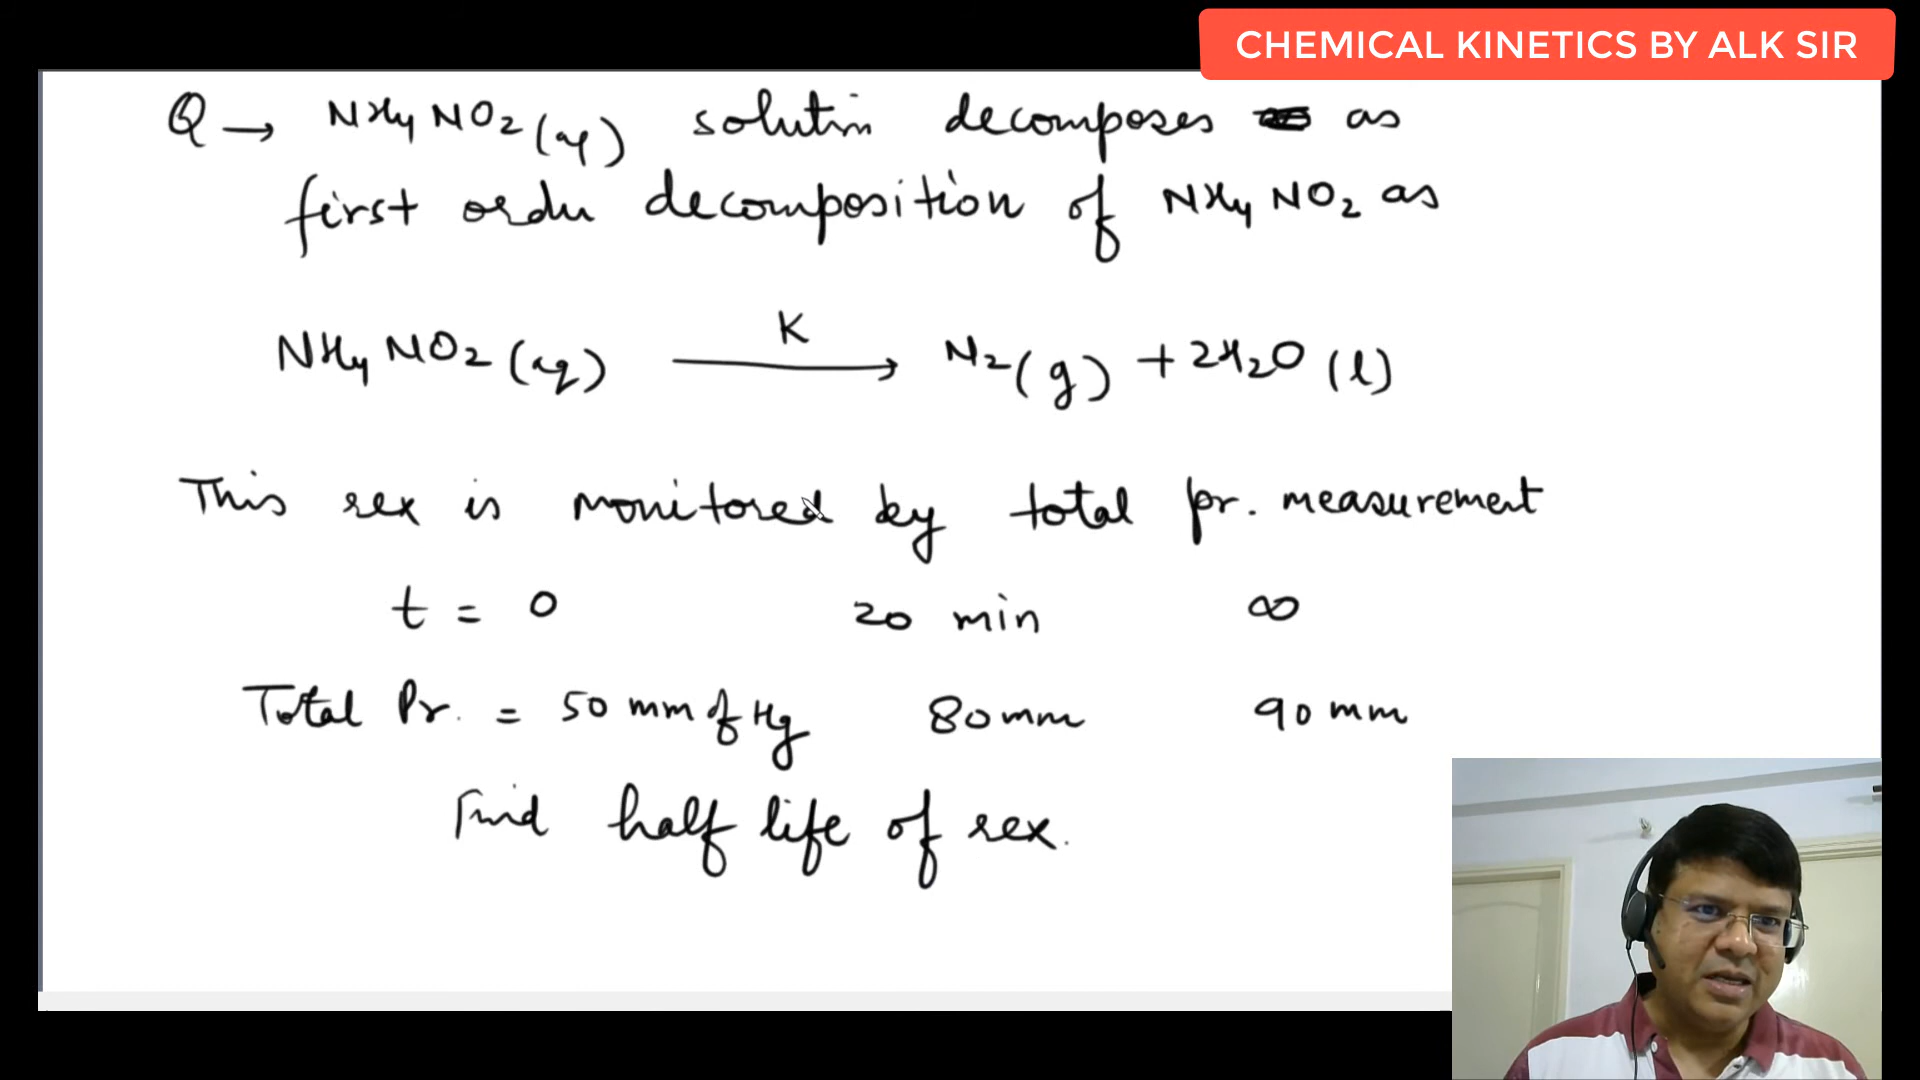 CHEMICAL KINETICS BY ALK SIR
Q → NH4NO2(aq) solution decomposes as
first order decomposition of NH4NO2 as
K
NH4NO2(aq) ⟶ N2(g) + 2H2O(l)
This rex is monitored by total pr. measurement
t = 0 20 min ∞
Total Pr. = 50 mm of Hg 80mm 90 mm
Find half life of rex.